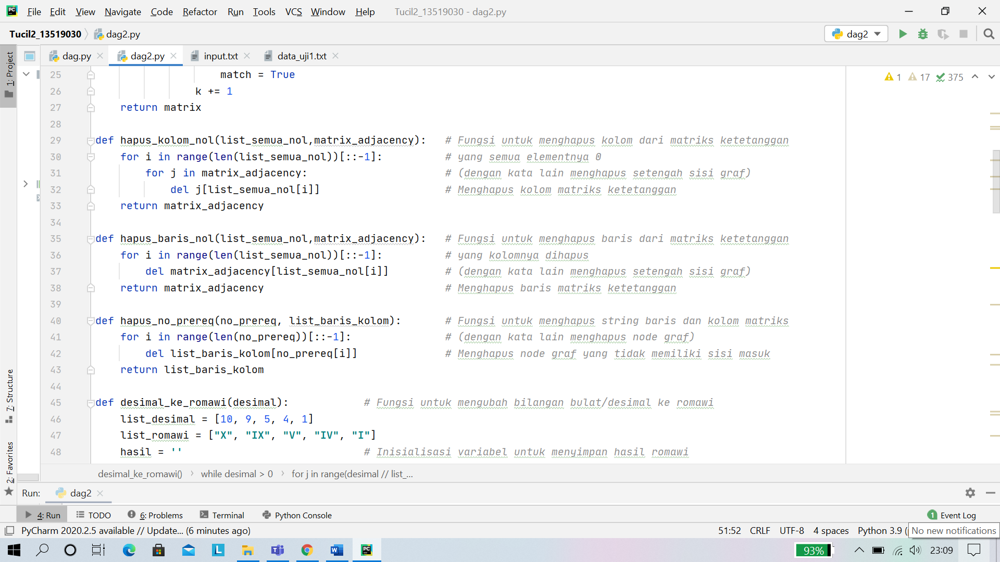 File Edit View Navigate Code Refactor Run Tools VCS Window Help Tucil2_13519030 - dag2.py
Tucil2_13519030 dag2.py dag2
dag.py dag2.py input.txt data_uji1.txt
1: Project
1 17 375
25 match = True
26 k += 1
27 return matrix
28
29 def hapus_kolom_nol(list_semua_nol,matrix_adjacency): # Fungsi untuk menghapus kolom dari matriks ketetanggan
30 for i in range(len(list_semua_nol))[::-1]: # yang semua elementnya 0
31 for j in matrix_adjacency: # (dengan kata lain menghapus setengah sisi graf)
32 del j[list_semua_nol[i]] # Menghapus kolom matriks ketetanggan
33 return matrix_adjacency
34
35 def hapus_baris_nol(list_semua_nol,matrix_adjacency): # Fungsi untuk menghapus baris dari matriks ketetanggan
36 for i in range(len(list_semua_nol))[::-1]: # yang kolomnya dihapus
37 del matrix_adjacency[list_semua_nol[i]] # (dengan kata lain menghapus setengah sisi graf)
38 return matrix_adjacency # Menghapus baris matriks ketetanggan
39
40 def hapus_no_prereq(no_prereq, list_baris_kolom): # Fungsi untuk menghapus string baris dan kolom matriks
41 for i in range(len(no_prereq))[::-1]: # (dengan kata lain menghapus node graf)
42 del list_baris_kolom[no_prereq[i]] # Menghapus node graf yang tidak memiliki sisi masuk
43 return list_baris_kolom
44
45 def desimal_ke_romawi(desimal): # Fungsi untuk mengubah bilangan bulat/desimal ke romawi
46 list_desimal = [10, 9, 5, 4, 1]
47 list_romawi = ["X", "IX", "V", "IV", "I"]
48 hasil = '' # Inisialisasi variabel untuk menyimpan hasil romawi
7: Structure
2: Favorites
desimal_ke_romawi() while desimal > 0 for j in range(desimal // list_...
Run: dag2
4: Run TODO 6: Problems Terminal Python Console 1 Event Log
PyCharm 2020.2.5 available // Update... (6 minutes ago) 51:52 CRLF UTF-8 4 spaces Python 3.9 ( No new notifications
93% 23:09